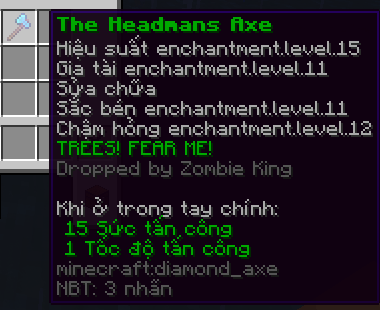 The Headmans Axe
Hiệu suất enchantment.level.15
Gia tài enchantment.level.11
Sửa chữa
Sắc bén enchantment.level.11
Chậm hỏng enchantment.level.12
TREES! FEAR ME!
Dropped by Zombie King
Khi ở trong tay chính:
15 Sức tấn công
1 Tốc độ tấn công
minecraft:diamond_axe
NBT: 3 nhãn